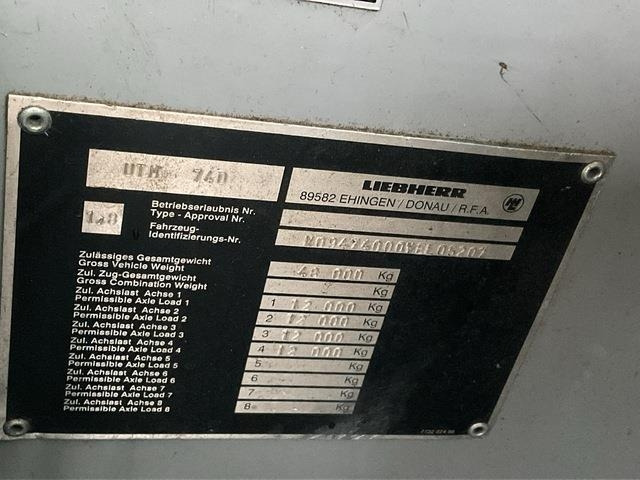 UTM 740
LIEBHERR
89582 EHINGEN / DONAU / R.F.A.
1.8
Betriebserlaubnis Nr.
Type - Approval Nr.
Fahrzeug-
Identifizierungs-Nr.
Zulässiges Gesamtgewicht
Gross Vehicle Weight
48 000 Kg
Zul. Zug-Gesamtgewicht
Gross Combination Weight
Kg
Zul. Achslast Achse 1
Permissible Axle Load 1
1 12 000 Kg
Zul. Achslast Achse 2
Permissible Axle Load 2
2 12 000 Kg
Zul. Achslast Achse 3
Permissible Axle Load 3
3 12 000 Kg
Zul. Achslast Achse 4
Permissible Axle Load 4
4 12 000 Kg
Zul. Achslast Achse 5
Permissible Axle Load 5
5 Kg
Zul. Achslast Achse 6
Permissible Axle Load 6
6 Kg
Zul. Achslast Achse 7
Permissible Axle Load 7
7 Kg
Zul. Achslast Achse 8
Permissible Axle Load 8
8 Kg